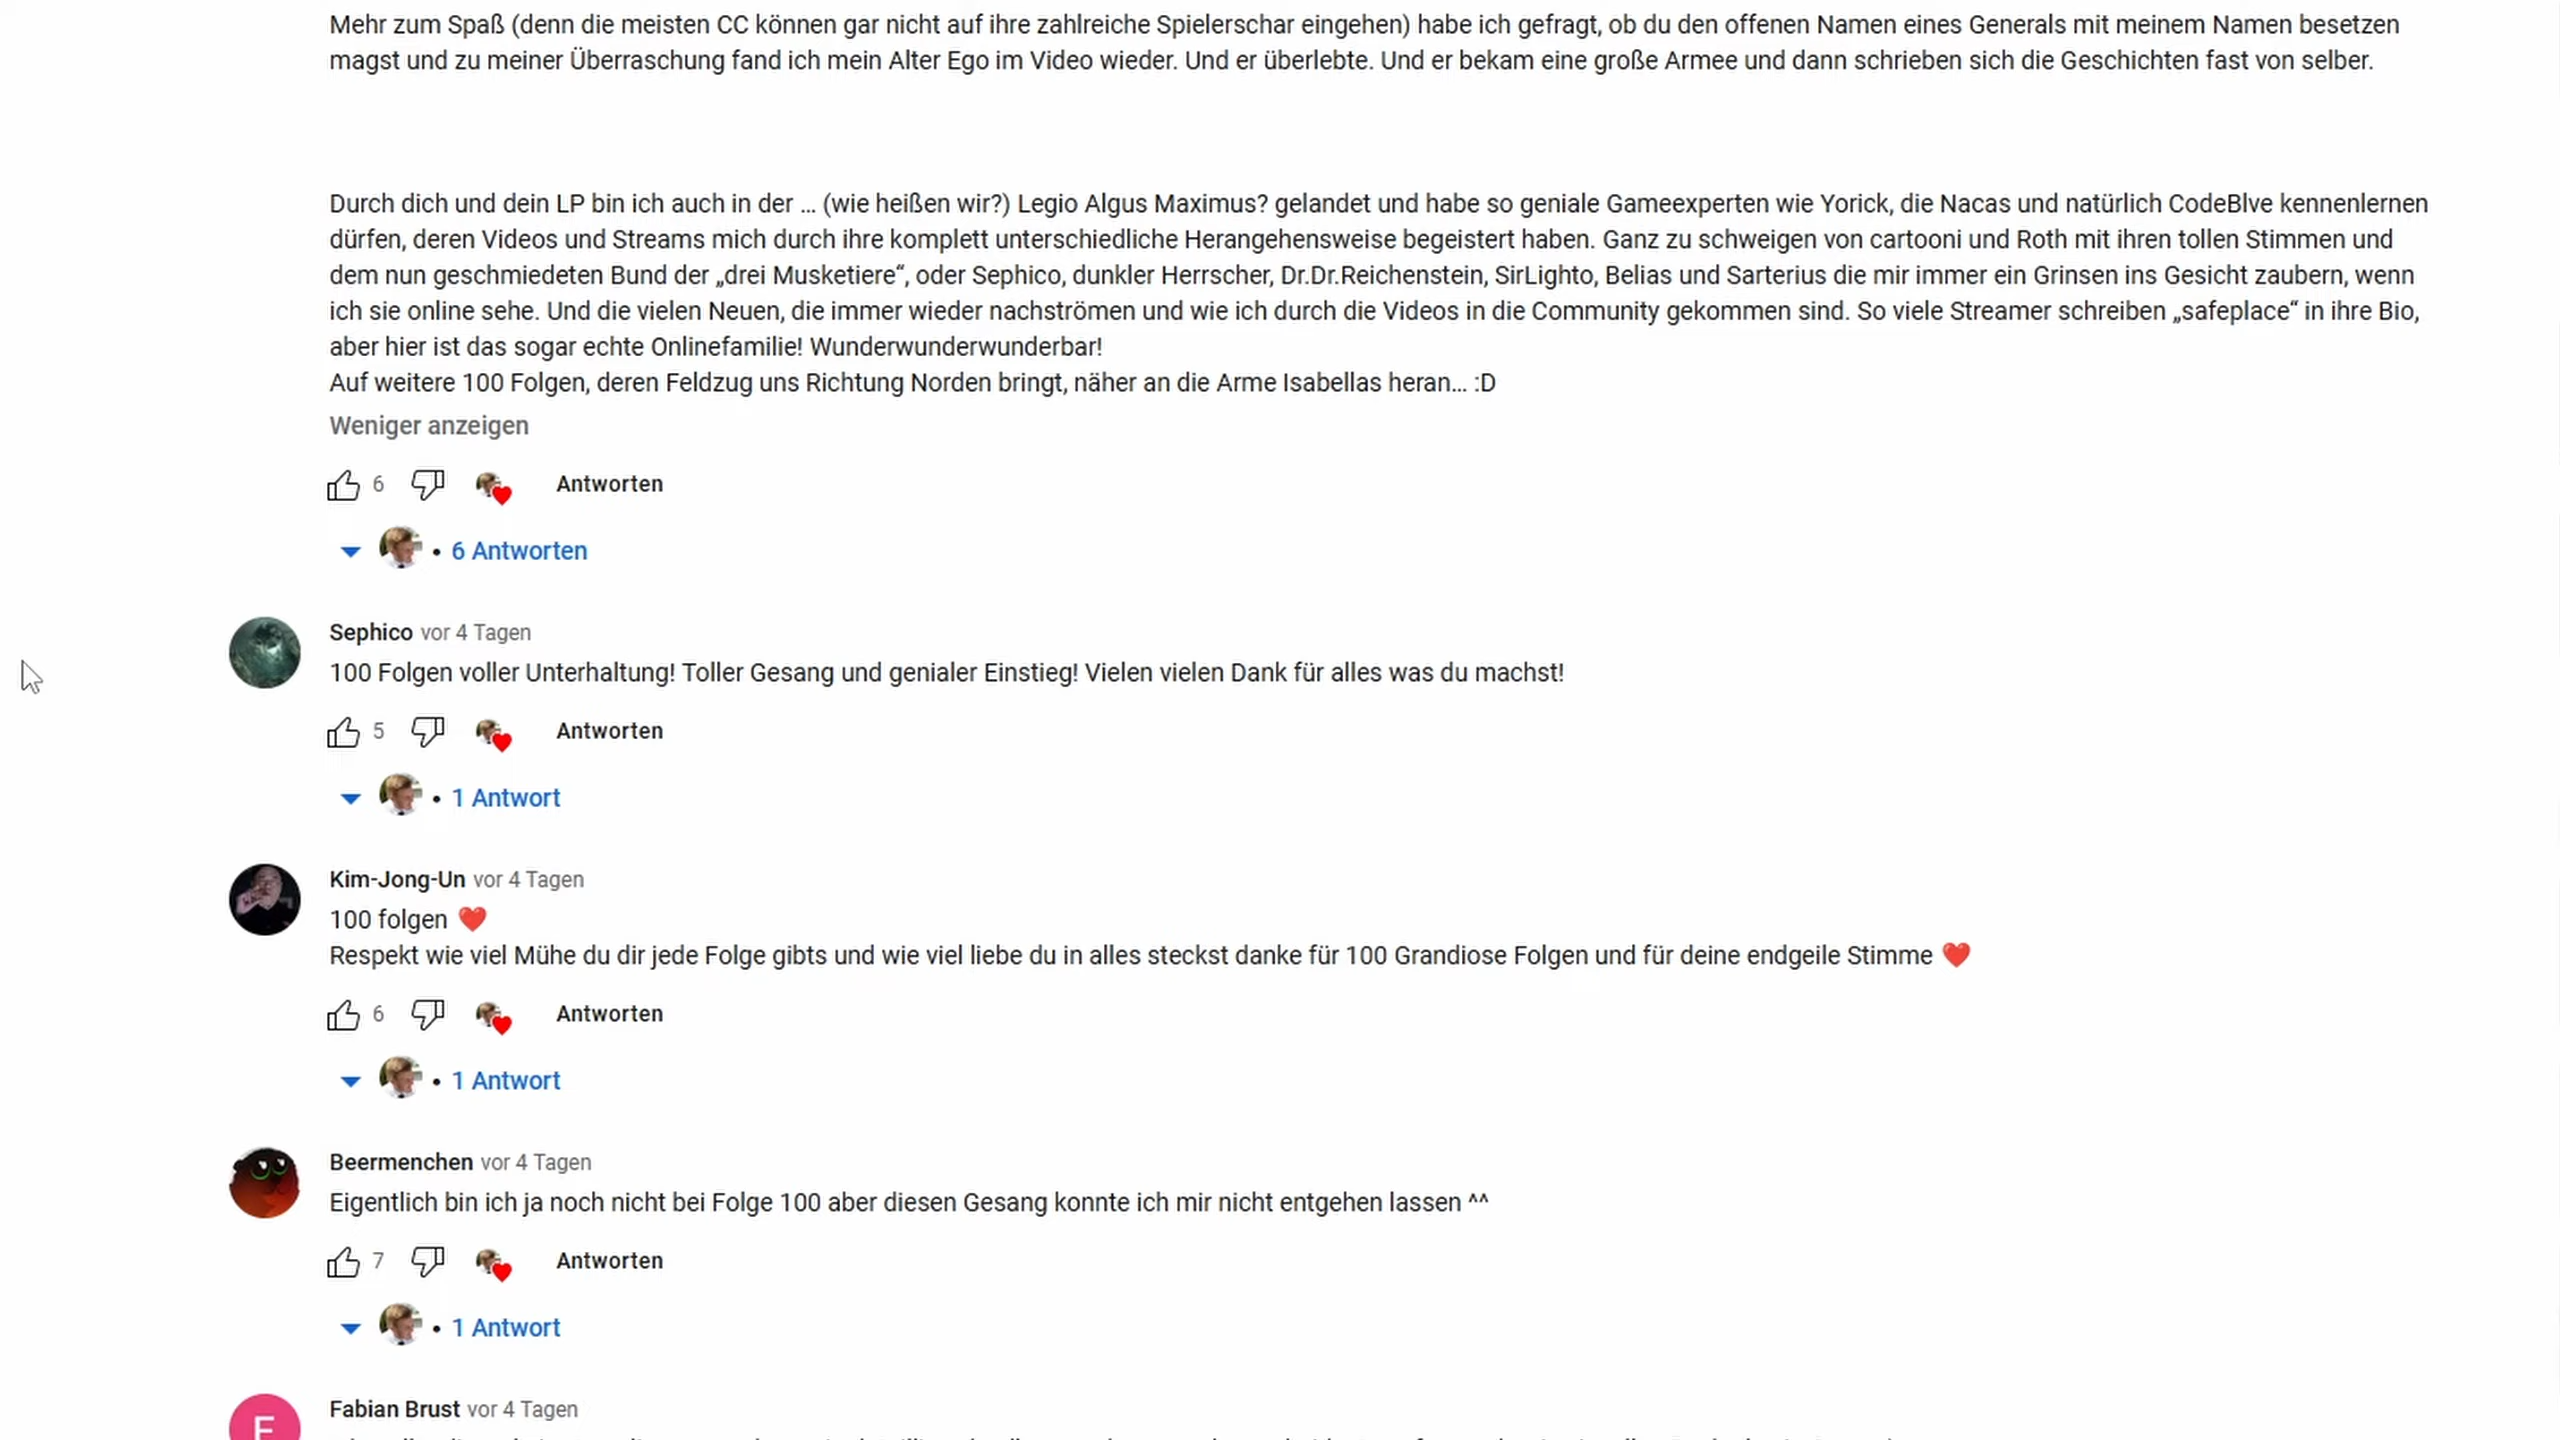 Mehr zum Spaß (denn die meisten CC können gar nicht auf ihre zahlreiche Spielerschar eingehen) habe ich gefragt, ob du den offenen Namen eines Generals mit meinem Namen besetzen
magst und zu meiner Überraschung fand ich mein Alter Ego im Video wieder. Und er überlebte. Und er bekam eine große Armee und dann schrieben sich die Geschichten fast von selber.
Durch dich und dein LP bin ich auch in der … (wie heißen wir?) Legio Algus Maximus? gelandet und habe so geniale Gameexperten wie Yorick, die Nacas und natürlich CodeBlve kennenlernen
dürfen, deren Videos und Streams mich durch ihre komplett unterschiedliche Herangehensweise begeistert haben. Ganz zu schweigen von cartooni und Roth mit ihren tollen Stimmen und
dem nun geschmiedeten Bund der „drei Musketiere“, oder Sephico, dunkler Herrscher, Dr.Dr.Reichenstein, SirLighto, Belias und Sarterius die mir immer ein Grinsen ins Gesicht zaubern, wenn
ich sie online sehe. Und die vielen Neuen, die immer wieder nachströmen und wie ich durch die Videos in die Community gekommen sind. So viele Streamer schreiben „safeplace“ in ihre Bio,
aber hier ist das sogar echte Onlinefamilie! Wunderwunderwunderbar!
Auf weitere 100 Folgen, deren Feldzug uns Richtung Norden bringt, näher an die Arme Isabellas heran… :D
Weniger anzeigen
6 Antworten
• 6 Antworten
Sephico vor 4 Tagen
100 Folgen voller Unterhaltung! Toller Gesang und genialer Einstieg! Vielen vielen Dank für alles was du machst!
5 Antworten
• 1 Antwort
Kim-Jong-Un vor 4 Tagen
100 folgen ❤️
Respekt wie viel Mühe du dir jede Folge gibts und wie viel liebe du in alles steckst danke für 100 Grandiose Folgen und für deine endgeile Stimme ❤️
6 Antworten
• 1 Antwort
Beermenchen vor 4 Tagen
Eigentlich bin ich ja noch nicht bei Folge 100 aber diesen Gesang konnte ich mir nicht entgehen lassen ^^
7 Antworten
• 1 Antwort
F
Fabian Brust vor 4 Tagen